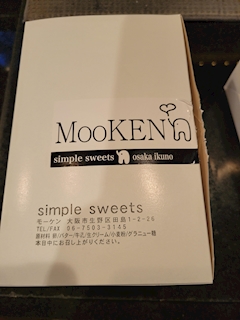 MooKEN
simple sweets osaka ikuno
simple sweets
モーケン 大阪市生野区田島1-2-26
TEL/FAX 06-7503-3145
原材料 卵/バター/牛乳/生クリーム/小麦粉/グラニュー糖
本日中にお召し上がりください。